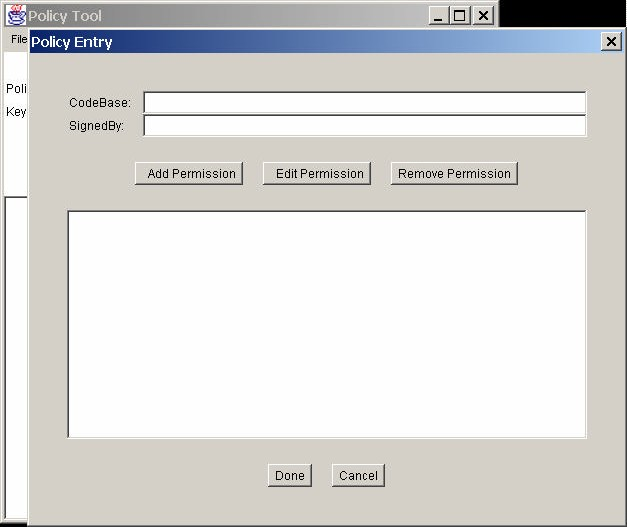 Policy Tool
File
Policy Entry
Poli
Key
CodeBase:
SignedBy:
Add Permission Edit Permission Remove Permission
Done Cancel